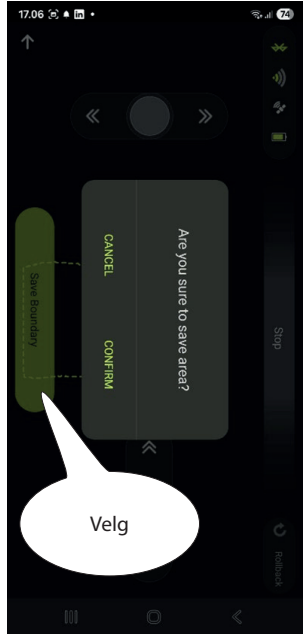 17.06
74
Stop
Rollback
Are you sure to save area?
CANCEL
CONFIRM
Save Boundary
Velg